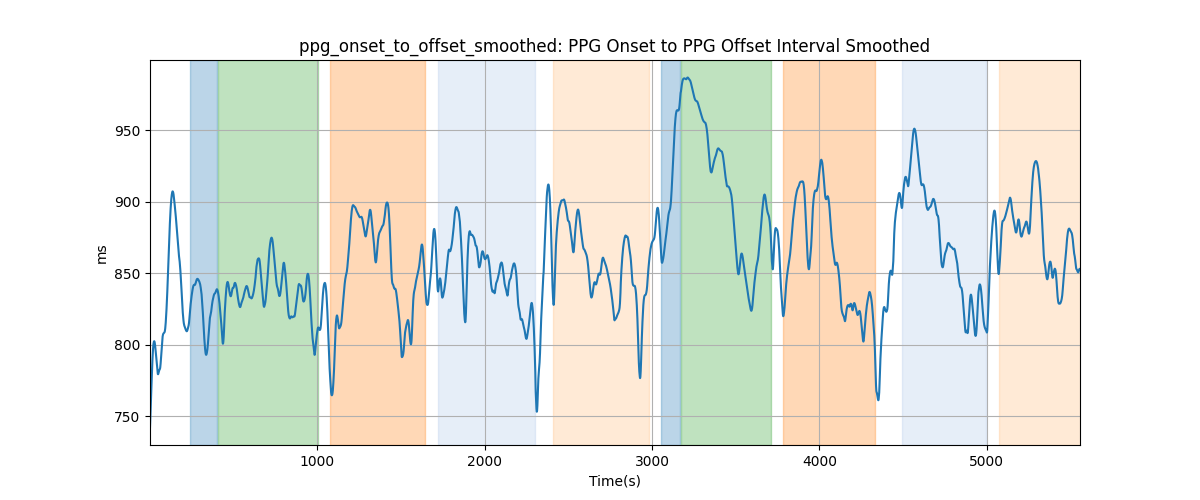 ppg_onset_to_offset_smoothed: PPG Onset to PPG Offset Interval Smoothed
ms
950
900
850
800
750
1000 2000 3000 4000 5000
Time(s)